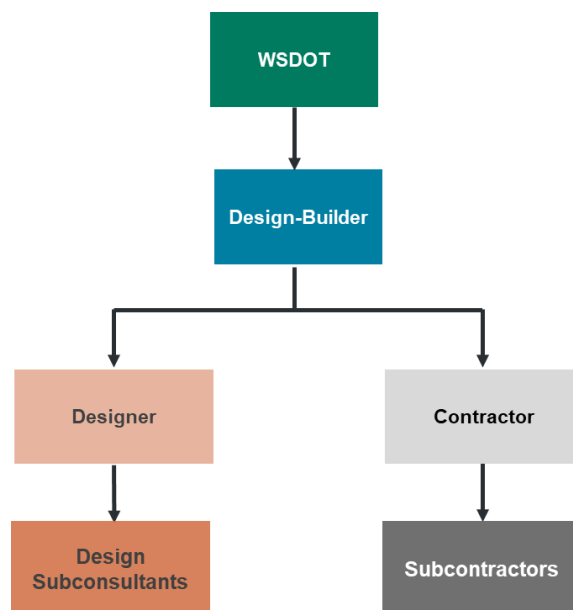 WSDOT
Design-Builder
Designer
Contractor
Design
Subconsultants
Subcontractors